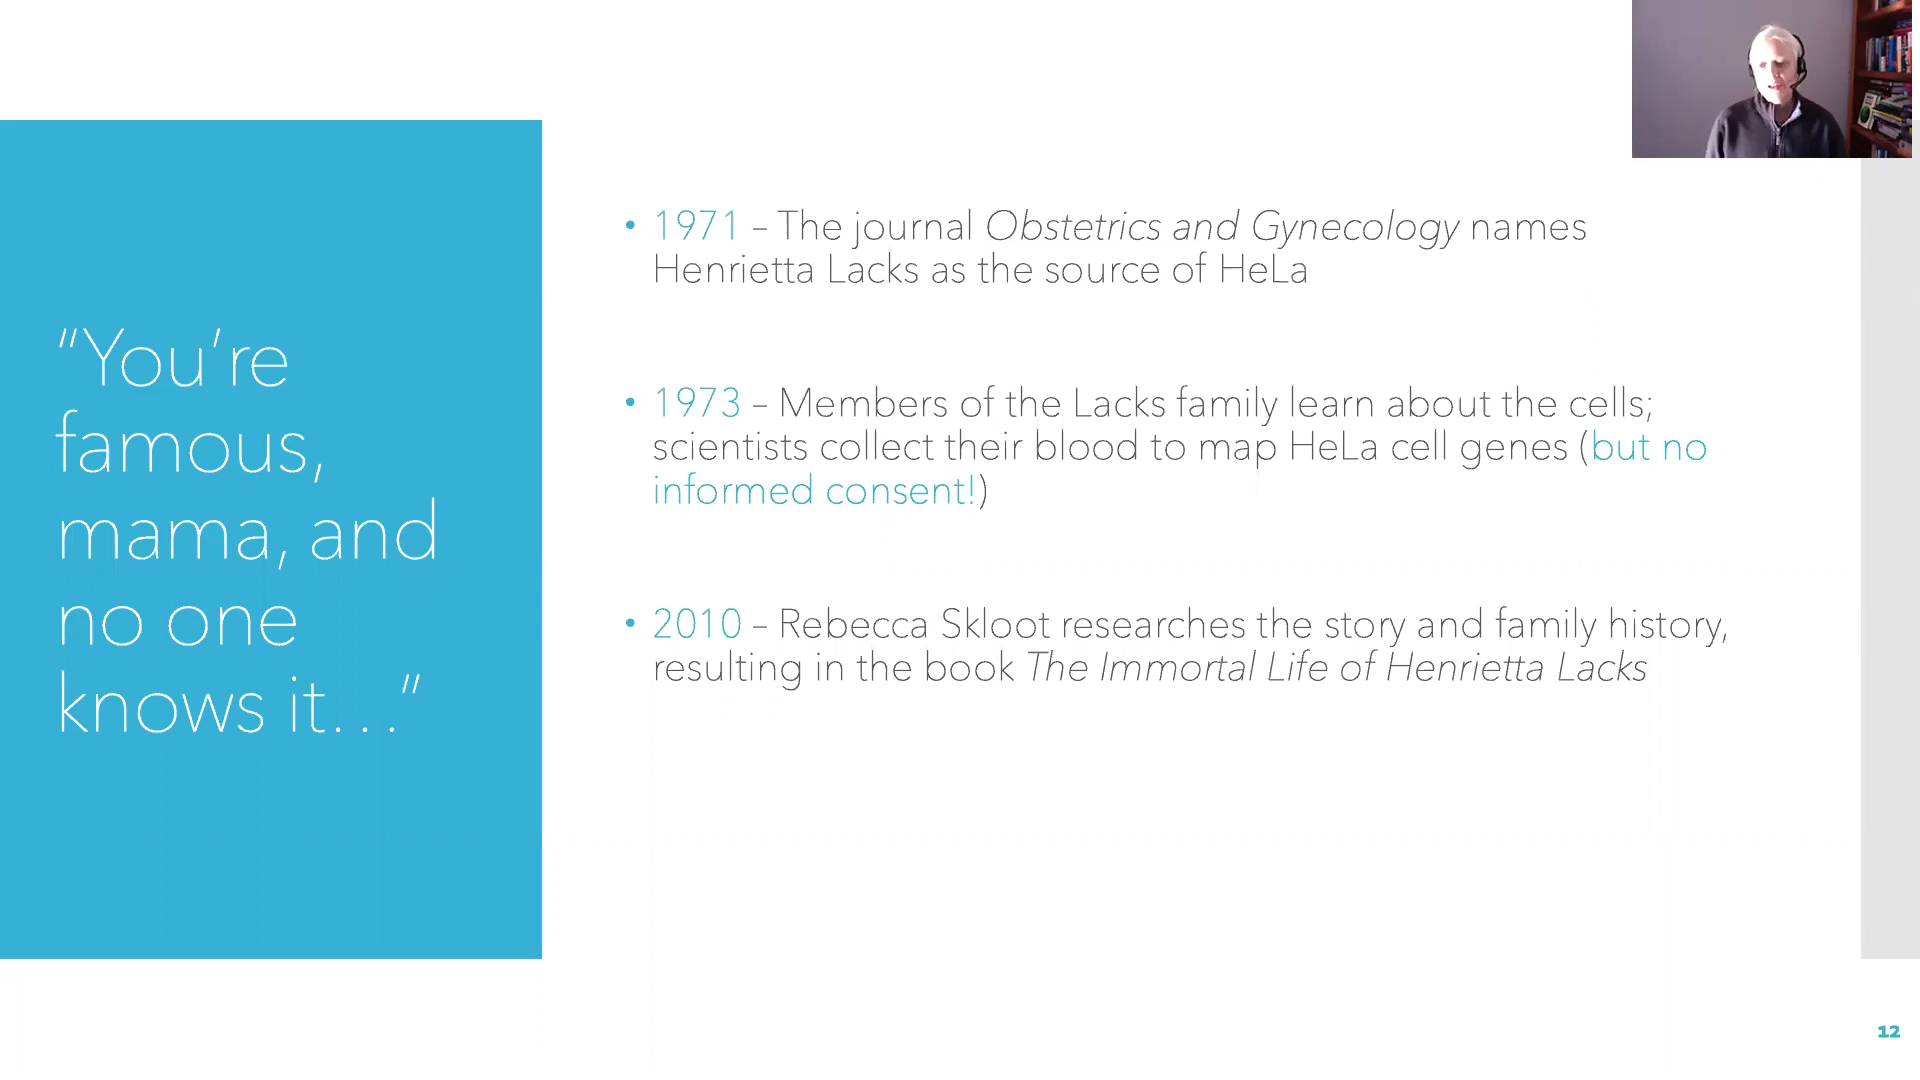 “You’re
famous,
mama, and
no one
knows it…”
• 1971 – The journal Obstetrics and Gynecology names
Henrietta Lacks as the source of HeLa
• 1973 – Members of the Lacks family learn about the cells;
scientists collect their blood to map HeLa cell genes (but no
informed consent!)
• 2010 – Rebecca Skloot researches the story and family history,
resulting in the book The Immortal Life of Henrietta Lacks
12